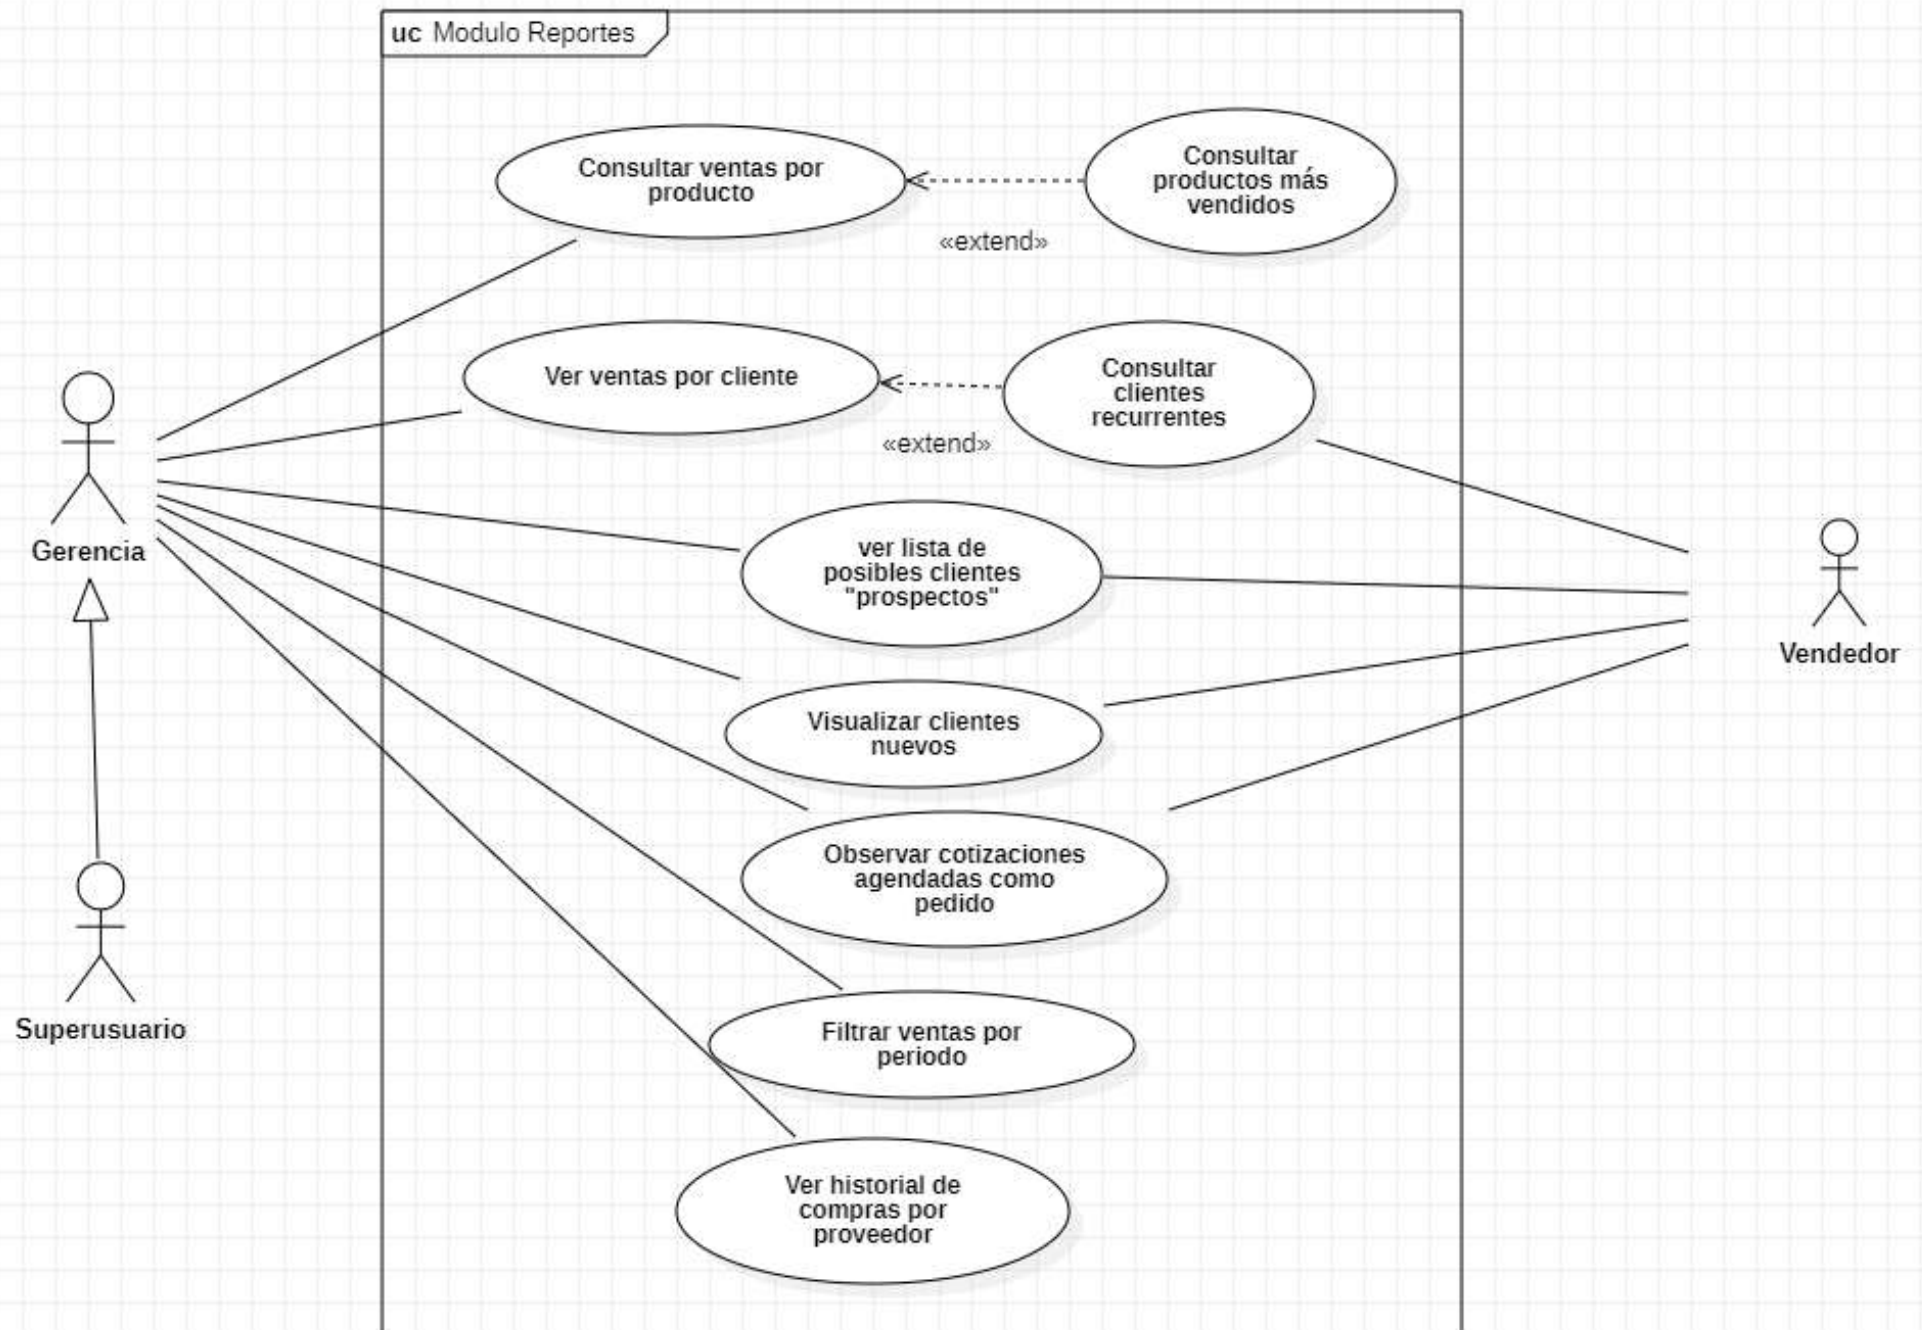 uc Modulo Reportes
Consultar ventas por
producto
Consultar
productos más
vendidos
«extend»
Ver ventas por cliente
Consultar
clientes
recurrentes
«extend»
Gerencia
ver lista de
posibles clientes
"prospectos"
Vendedor
Visualizar clientes
nuevos
Observar cotizaciones
agendadas como
pedido
Superusuario
Filtrar ventas por
periodo
Ver historial de
compras por
proveedor